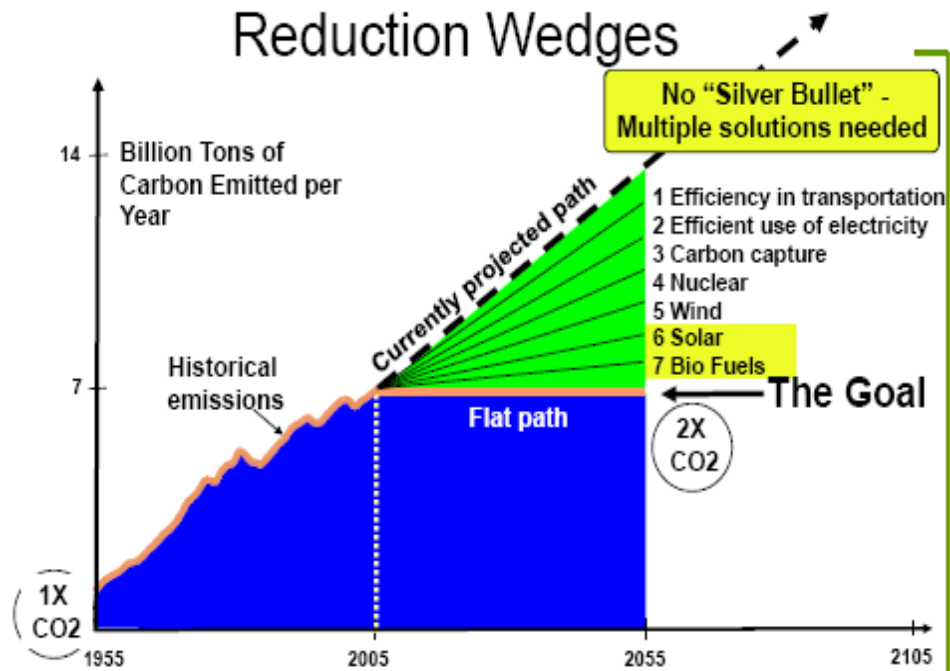 Reduction Wedges
No “Silver Bullet” -
Multiple solutions needed
14
Billion Tons of
Carbon Emitted per
Year
Currently projected path
1 Efficiency in transportation
2 Efficient use of electricity
3 Carbon capture
4 Nuclear
5 Wind
6 Solar
7 Bio Fuels
Historical
emissions
7
The Goal
Flat path
2X
CO2
1X
CO2
1955
2005
2055
2105